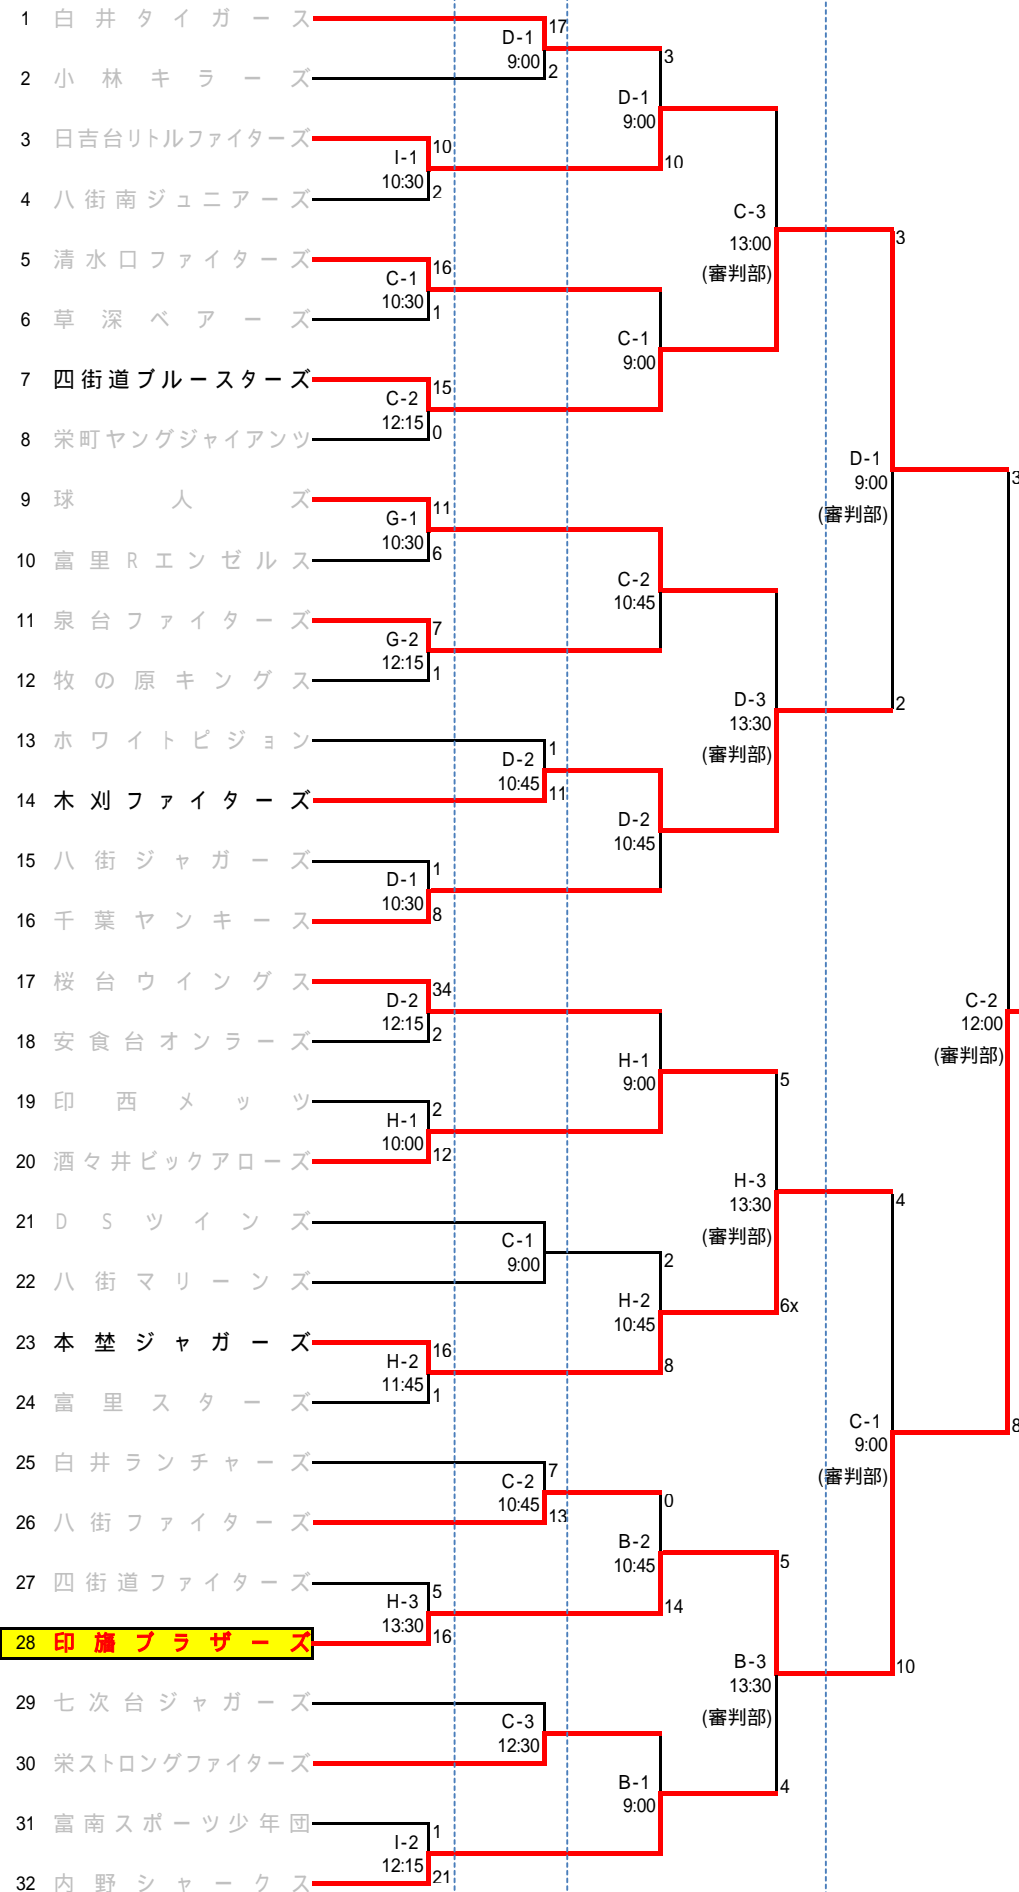 1 白井タイガース
17
D-1
9:00
2
3
2 小林キラーズ
D-1
9:00
3 日吉台リトルファイターズ
10
I-1
10:30
2
10
4 八街南ジュニアーズ
C-3
13:00
(審判部)
3
5 清水口ファイターズ
16
C-1
10:30
1
6 草深ベアーズ
C-1
9:00
7 四街道ブルースターズ
15
C-2
12:15
0
8 栄町ヤングジャイアンツ
D-1
9:00
(審判部)
3
9 球人ズ
11
G-1
10:30
6
10 富里Rエンゼルス
C-2
10:45
11 泉台ファイターズ
7
G-2
12:15
1
12 牧の原キングス
D-3
13:30
(審判部)
2
13 ホワイトピジョン
1
D-2
10:45
11
14 木刈ファイターズ
D-2
10:45
15 八街ジャガーズ
1
D-1
10:30
8
16 千葉ヤンキース
17 桜台ウイングス
34
D-2
12:15
2
18 安食台オンラーズ
C-2
12:00
(審判部)
H-1
9:00
5
19 印西メッツ
2
H-1
10:00
12
20 酒々井ビックアローズ
H-3
13:30
(審判部)
4
21 DSツインズ
C-1
9:00
2
22 八街マリーンズ
H-2
10:45
6x
23 本埜ジャガーズ
16
H-2
11:45
1
8
24 富里スターズ
C-1
9:00
(審判部)
8
25 白井ランチャーズ
7
C-2
10:45
13
0
26 八街ファイターズ
B-2
10:45
5
27 四街道ファイターズ
5
H-3
13:30
16
14
28 印旛ブラザーズ
B-3
13:30
(審判部)
10
29 七次台ジャガーズ
C-3
12:30
30 栄ストロングファイターズ
B-1
9:00
4
31 富南スポーツ少年団
1
I-2
12:15
21
32 内野シャークス